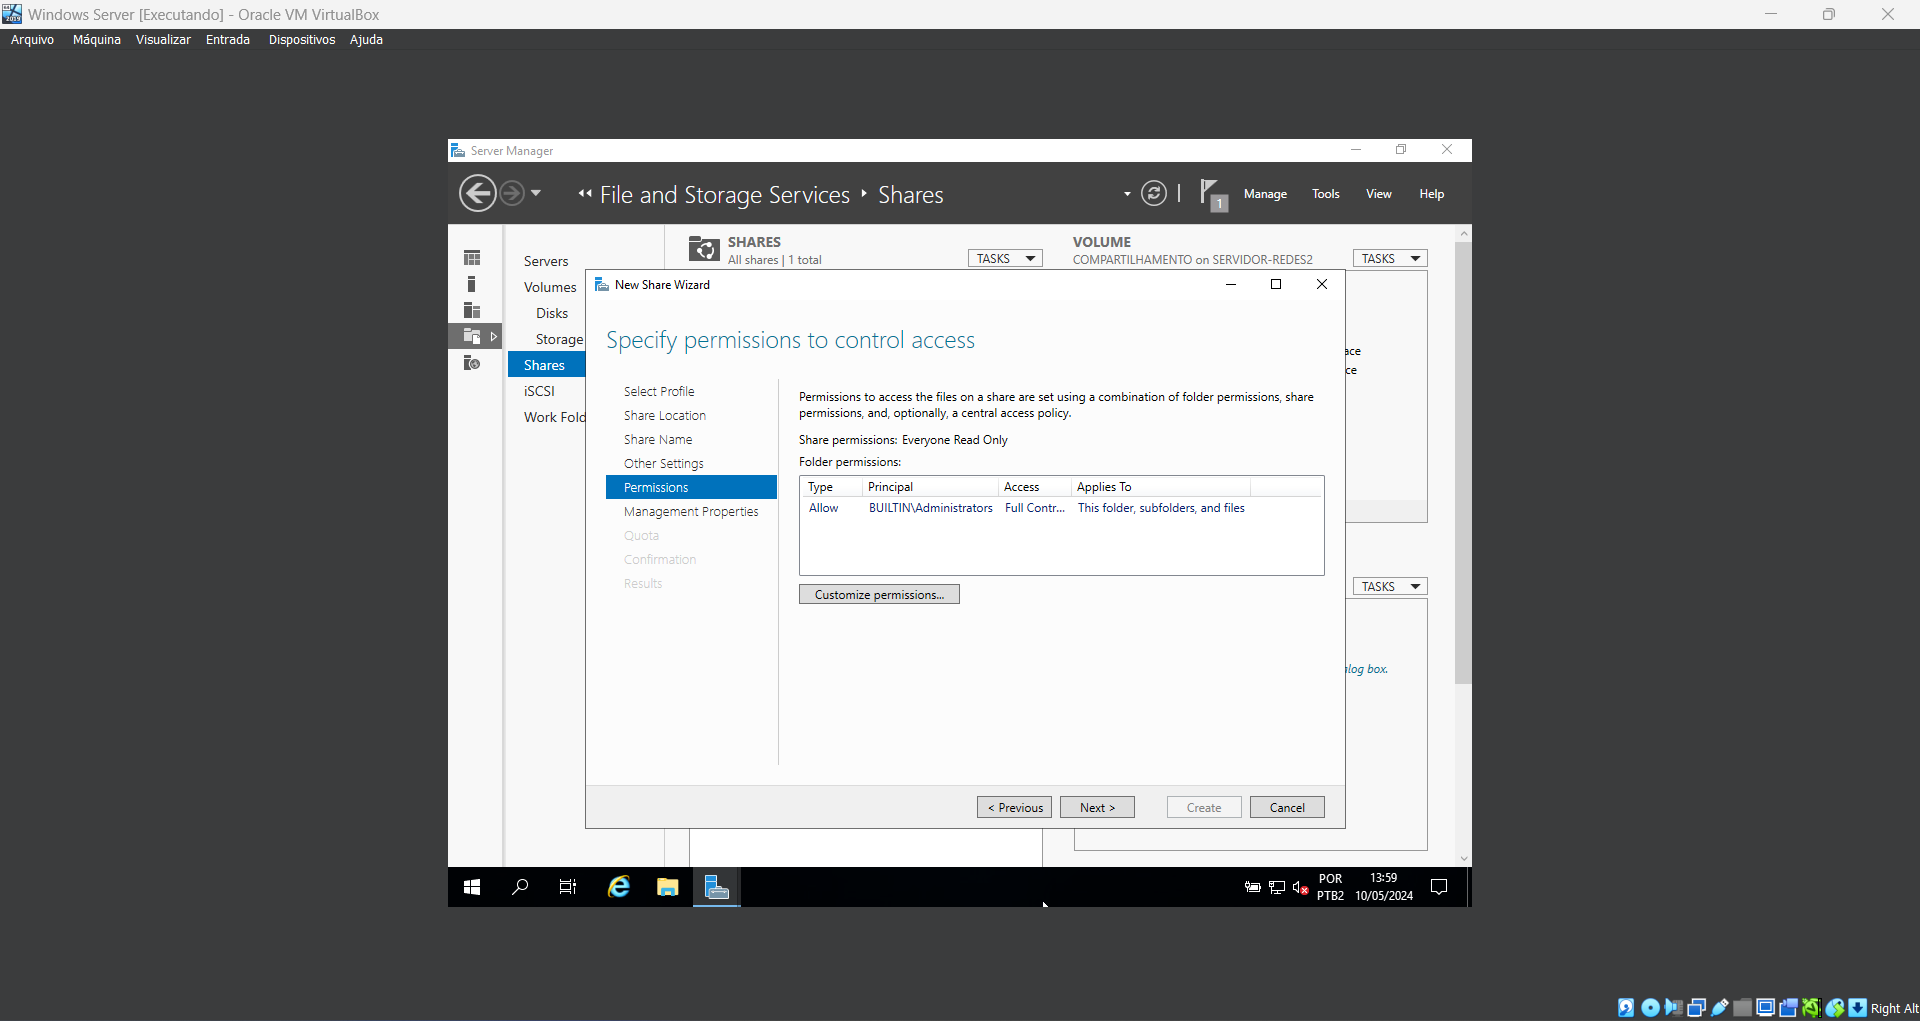 Windows Server [Executando] - Oracle VM VirtualBox
Arquivo Máquina Visualizar Entrada Dispositivos Ajuda
Server Manager
File and Storage Services Shares
1
Manage Tools View Help
Servers
Volumes
Disks
Storage
Shares
iSCSI
Work Fold
SHARES
All shares | 1 total
TASKS
VOLUME
COMPARTILHAMENTO on SERVIDOR-REDES2
TASKS
ace
ce
TASKS
alog box.
New Share Wizard
Specify permissions to control access
Select Profile
Share Location
Share Name
Other Settings
Permissions
Management Properties
Quota
Confirmation
Results
Permissions to access the files on a share are set using a combination of folder permissions, share
permissions, and, optionally, a central access policy.
Share permissions: Everyone Read Only
Folder permissions:
Type Principal Access Applies To
Allow BUILTIN\Administrators Full Contr... This folder, subfolders, and files
Customize permissions...
< Previous Next > Create Cancel
POR
PTB2
13:59
10/05/2024
Right Alt